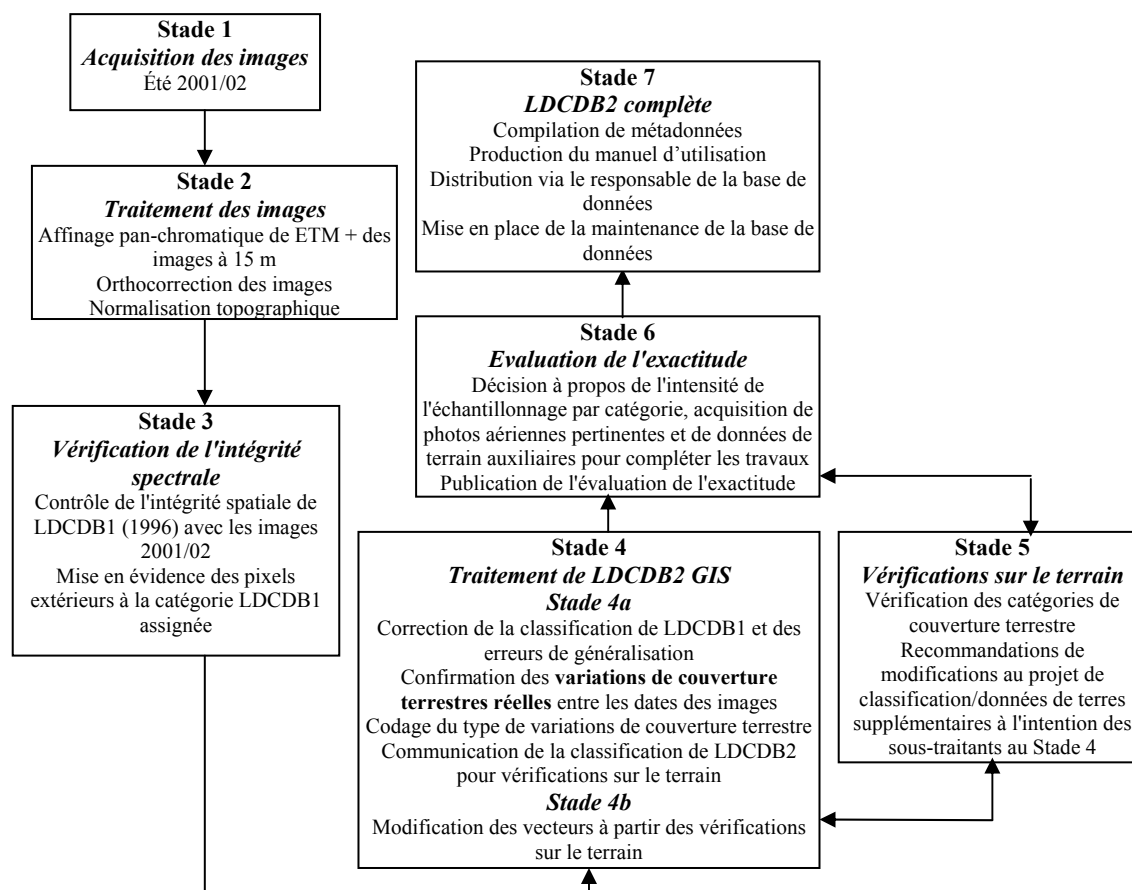 Stade 1
Acquisition des images
Été 2001/02
Stade 2
Traitement des images
Affinage pan-chromatique de ETM + des
images à 15 m
Orthocorrection des images
Normalisation topographique
Stade 3
Vérification de l'intégrité
spectrale
Contrôle de l'intégrité spatiale de
LDCDB1 (1996) avec les images
2001/02
Mise en évidence des pixels
extérieurs à la catégorie LDCDB1
assignée
Stade 7
LDCDB2 complète
Compilation de métadonnées
Production du manuel d’utilisation
Distribution via le responsable de la base de
données
Mise en place de la maintenance de la base de
données
Stade 6
Evaluation de l'exactitude
Décision à propos de l'intensité de
l'échantillonnage par catégorie, acquisition de
photos aériennes pertinentes et de données de
terrain auxiliaires pour compléter les travaux
Publication de l'évaluation de l'exactitude
Stade 4
Traitement de LDCDB2 GIS
Stade 4a
Correction de la classification de LDCDB1 et des
erreurs de généralisation
Confirmation des variations de couverture
terrestres réelles entre les dates des images
Codage du type de variations de couverture terrestre
Communication de la classification de LDCDB2
pour vérifications sur le terrain
Stade 4b
Modification des vecteurs à partir des vérifications
sur le terrain
Stade 5
Vérifications sur le terrain
Vérification des catégories de
couverture terrestre
Recommandations de
modifications au projet de
classification/données de terres
supplémentaires à l'intention des
sous-traitants au Stade 4